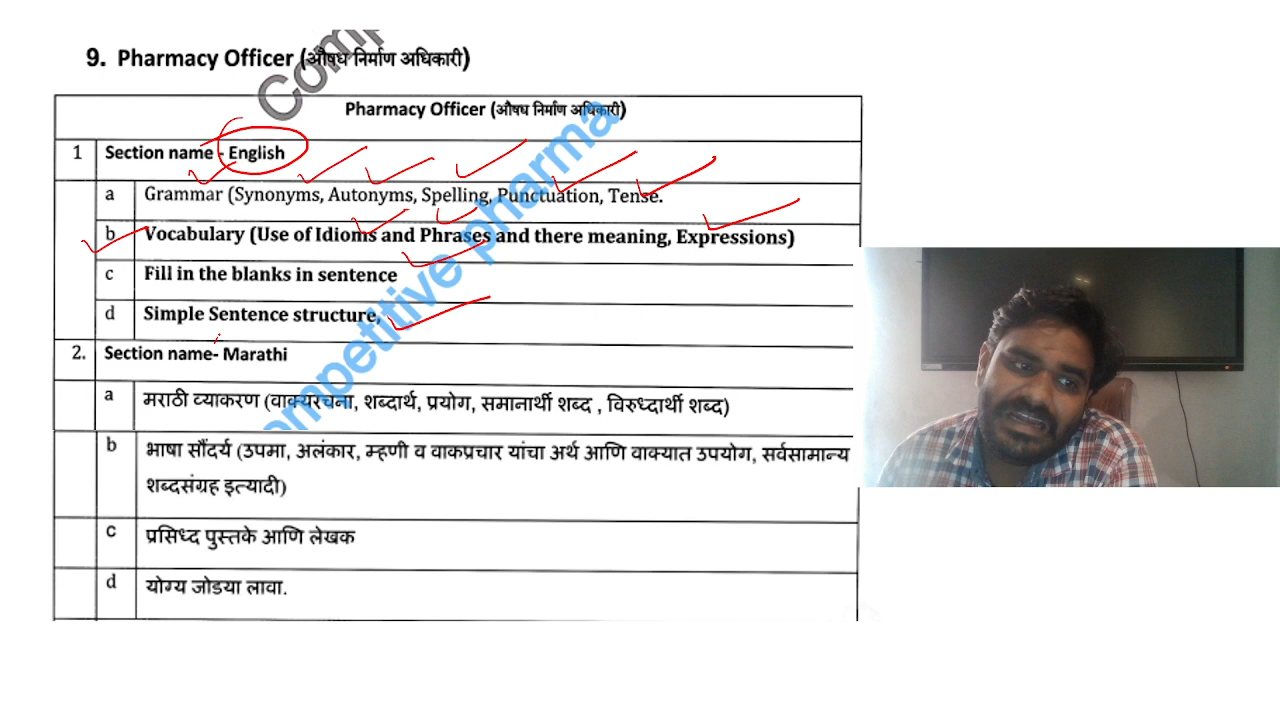 9. Pharmacy Officer (औषध निर्माण अधिकारी)
Pharmacy Officer (औषध निर्माण अधिकारी)
1 Section name - English
a Grammar (Synonyms, Autonyms, Spelling, Punctuation, Tense.
b Vocabulary (Use of Idioms and Phrases and there meaning, Expressions)
c Fill in the blanks in sentence
d Simple Sentence structure,
2. Section name- Marathi
a मराठी व्याकरण (वाक्यरचना, शब्दार्थ, प्रयोग, समानार्थी शब्द , विरुध्दार्थी शब्द)
b भाषा सौंदर्य (उपमा, अलंकार, म्हणी व वाकप्रचार यांचा अर्थ आणि वाक्यात उपयोग, सर्वसामान्य
शब्दसंग्रह इत्यादी)
c प्रसिध्द पुस्तके आणि लेखक
d योग्य जोडया लावा.
Comp
ompetitive pharma